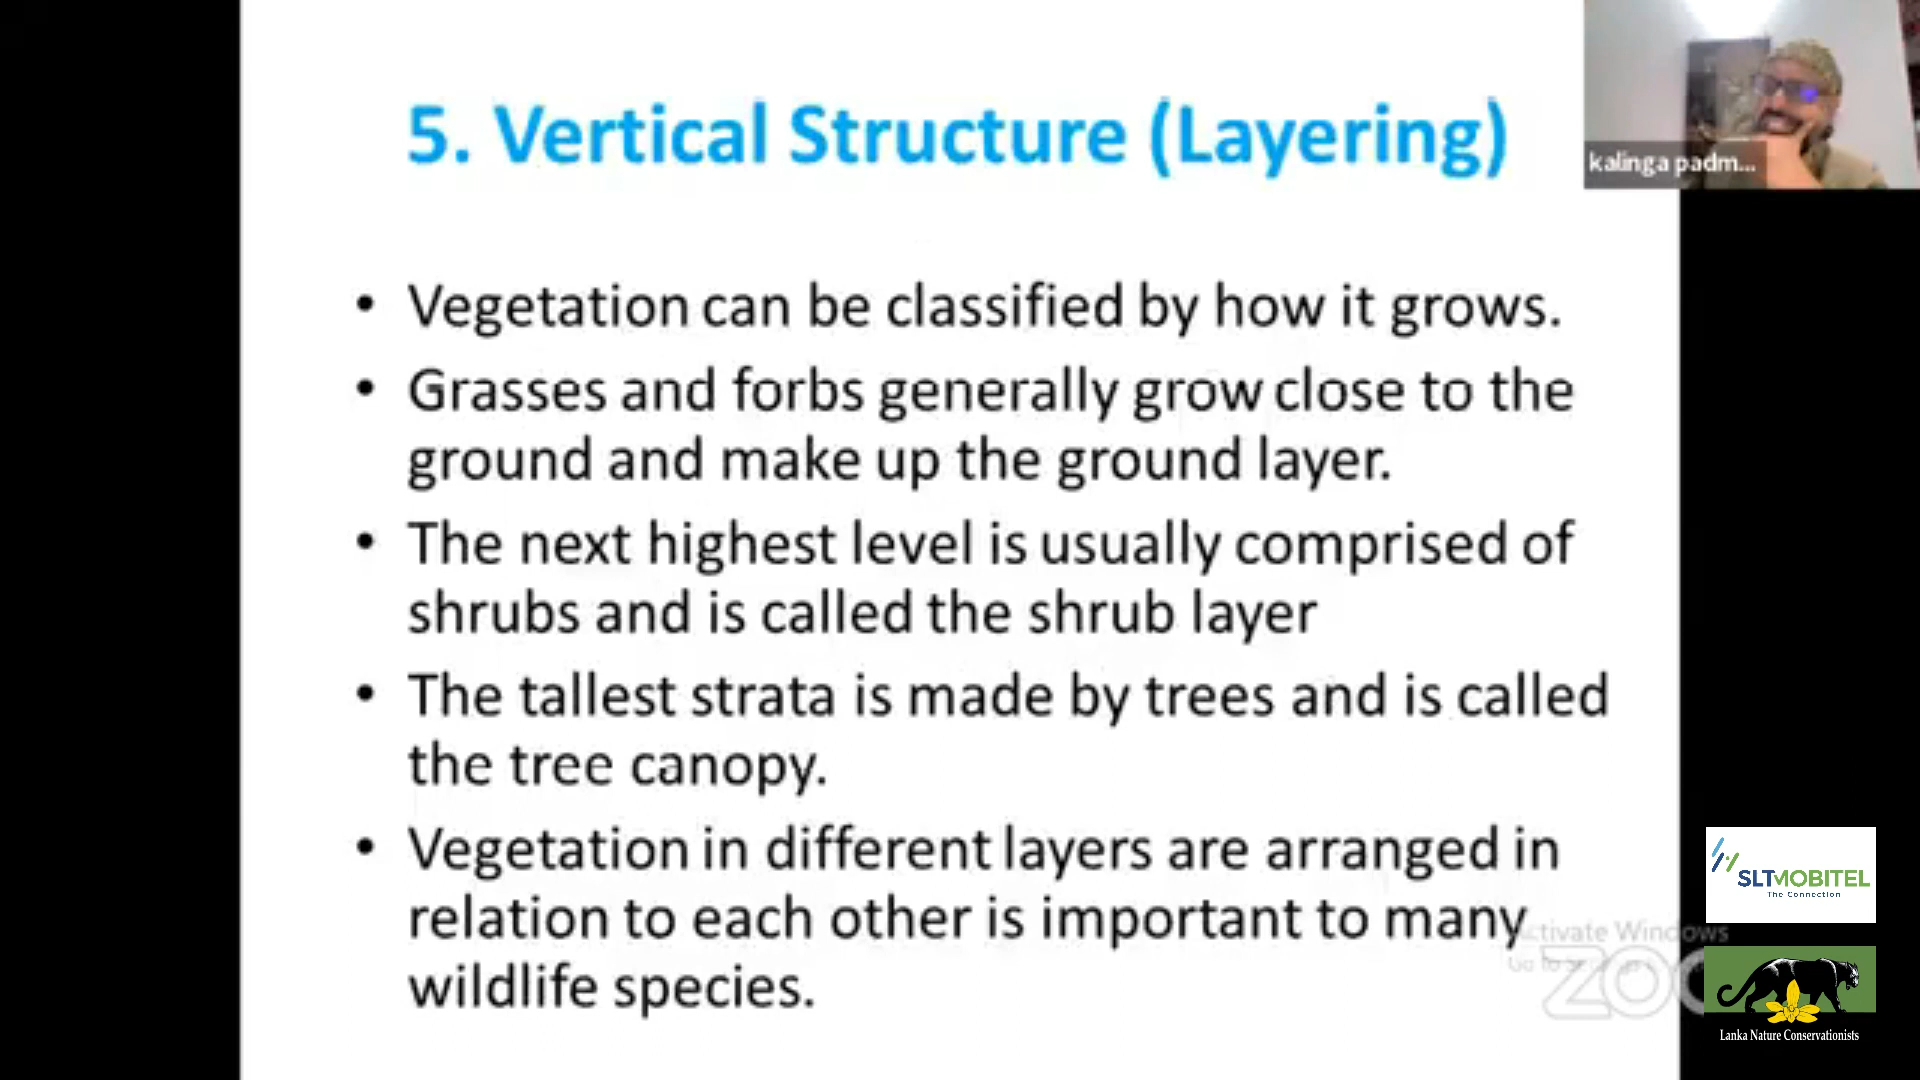 5. Vertical Structure (Layering)
kalinga padm...
• Vegetation can be classified by how it grows.
• Grasses and forbs generally grow close to the
ground and make up the ground layer.
• The next highest level is usually comprised of
shrubs and is called the shrub layer
• The tallest strata is made by trees and is called
the tree canopy.
• Vegetation in different layers are arranged in
relation to each other is important to many
wildlife species.
SLTMOBITEL
The Connection
Windows
Lanka Nature Conservationists